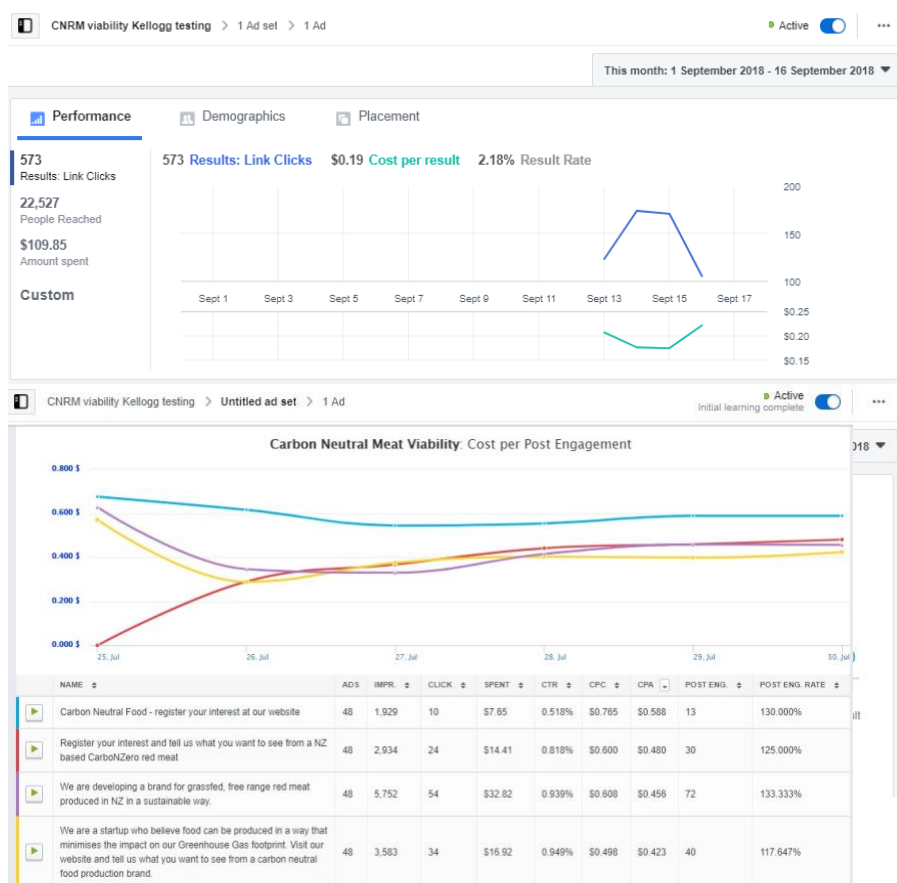 CNRM viability Kellogg testing > 1 Ad set > 1 Ad
Active
...
This month: 1 September 2018 - 16 September 2018
Performance Demographics Placement
573
Results: Link Clicks
22,527
People Reached
$109.85
Amount spent
Custom
573 Results: Link Clicks $0.19 Cost per result 2.18% Result Rate
200
150
100
Sept 1 Sept 3 Sept 5 Sept 7 Sept 9 Sept 11 Sept 13 Sept 15 Sept 17
$0.25
$0.20
$0.15
CNRM viability Kellogg testing > Untitled ad set > 1 Ad
Active
Initial learning complete
...
018
Carbon Neutral Meat Viability: Cost per Post Engagement
0.800 $
0.600 $
0.400 $
0.200 $
0.000 $
25. Jul 26. Jul 27. Jul 28. Jul 29. Jul 30. Jul
NAME ADS IMPR. CLICK SPENT CTR CPC CPA POST ENG. POST ENG. RATE
Carbon Neutral Food - register your interest at our website 48 1,929 10 $7.65 0.518% $0.765 $0.588 13 130.000%
Register your interest and tell us what you want to see from a NZ
based CarboNZero red meat
48 2,934 24 $14.41 0.818% $0.600 $0.480 30 125.000%
We are developing a brand for grassfed, free range red meat
produced in NZ in a sustainable way.
48 5,752 54 $32.82 0.939% $0.608 $0.456 72 133.333%
We are a startup who believe food can be produced in a way that
minimises the impact on our Greenhouse Gas footprint. Visit our
website and tell us what you want to see from a carbon neutral
food production brand.
48 3,583 34 $16.92 0.949% $0.498 $0.423 40 117.647%